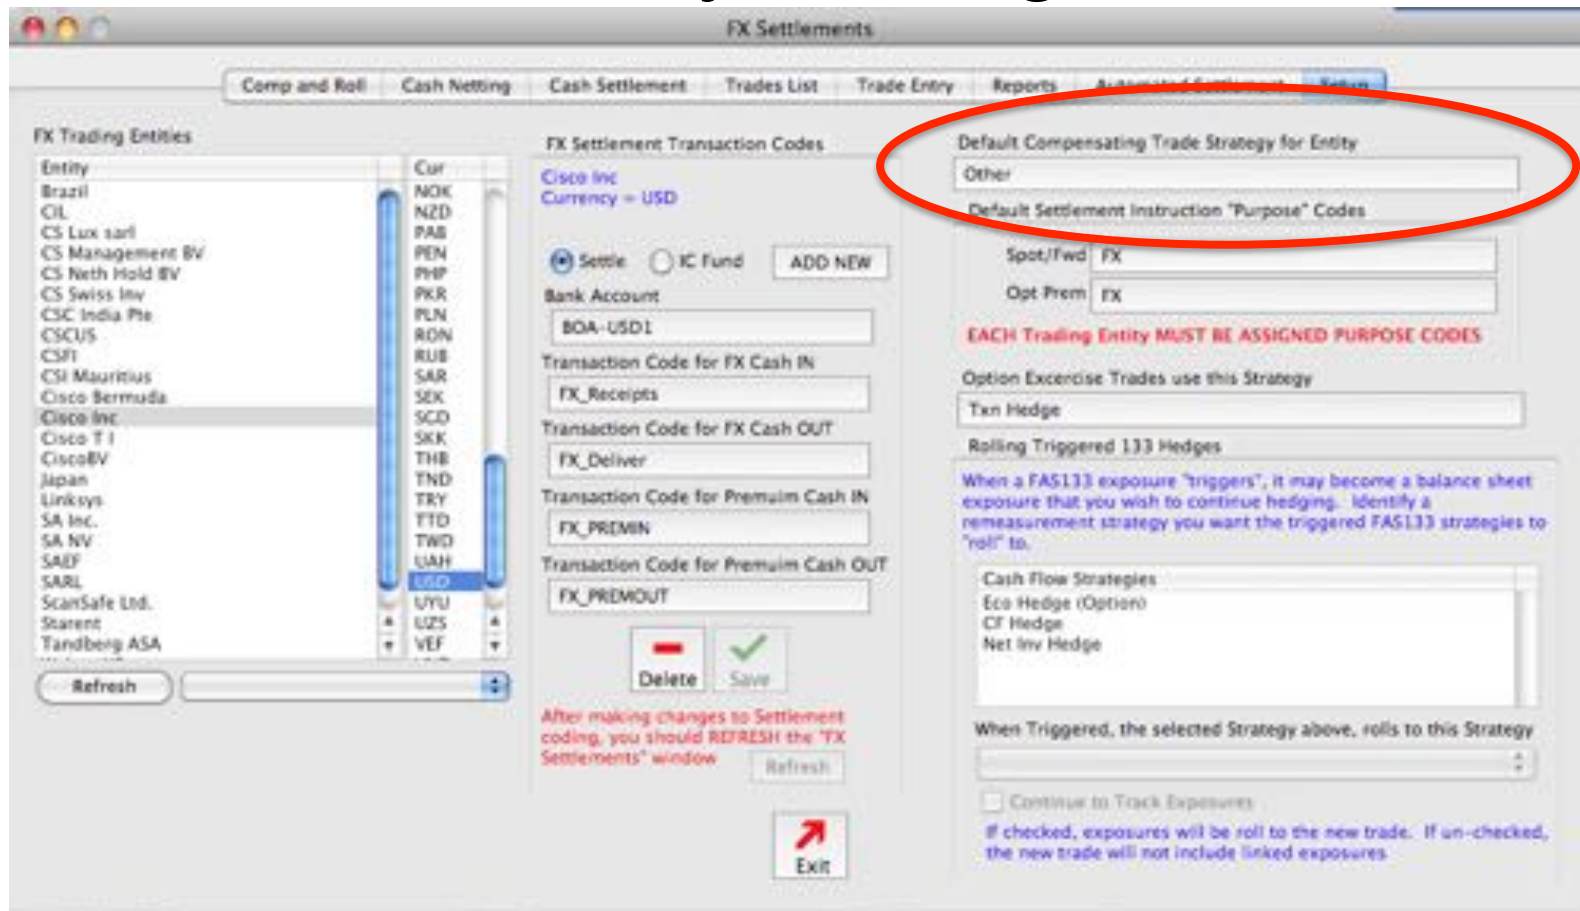 FX Settlements
Comp and Roll Cash Netting Cash Settlement Trades List Trade Entry Reports Automated Settlement Setup
FX Trading Entities
Entity
Brazil
CIL
CS Lux sarl
CS Management BV
CS Neth Hold BV
CS Swiss Inv
CSC India Pte
CSCUS
CSFI
CSI Mauritius
Cisco Bermuda
Cisco Inc
Cisco T I
CiscoBV
Japan
Linksys
SA Inc.
SA NV
SAEF
SARL
ScanSafe Ltd.
Starent
Tandberg ASA
Cur
NOK
NZD
PAB
PEN
PHP
PKR
PLN
RON
RUB
SAR
SEK
SGD
SKK
THB
TND
TRY
TTD
TWD
UAH
USD
UYU
UZS
VEF
Refresh
FX Settlement Transaction Codes
Cisco Inc
Currency = USD
Settle IC Fund ADD NEW
Bank Account
BOA-USD1
Transaction Code for FX Cash IN
FX_Receipts
Transaction Code for FX Cash OUT
FX_Deliver
Transaction Code for Premuim Cash IN
FX_PREMIN
Transaction Code for Premuim Cash OUT
FX_PREMOUT
Delete Save
After making changes to Settlement
coding, you should REFRESH the "FX
Settlements" window
Refresh
Exit
Default Compensating Trade Strategy for Entity
Other
Default Settlement Instruction "Purpose" Codes
Spot/Fwd FX
Opt Prem FX
EACH Trading Entity MUST BE ASSIGNED PURPOSE CODES
Option Excercise Trades use this Strategy
Txn Hedge
Rolling Triggered 133 Hedges
When a FAS133 exposure "triggers", it may become a balance sheet
exposure that you wish to continue hedging. Identify a
remeasurement strategy you want the triggered FAS133 strategies to
"roll" to.
Cash Flow Strategies
Eco Hedge (Option)
CF Hedge
Net Inv Hedge
When Triggered, the selected Strategy above, rolls to this Strategy
Continue to Track Exposures
If checked, exposures will be roll to the new trade. If un-checked,
the new trade will not include linked exposures